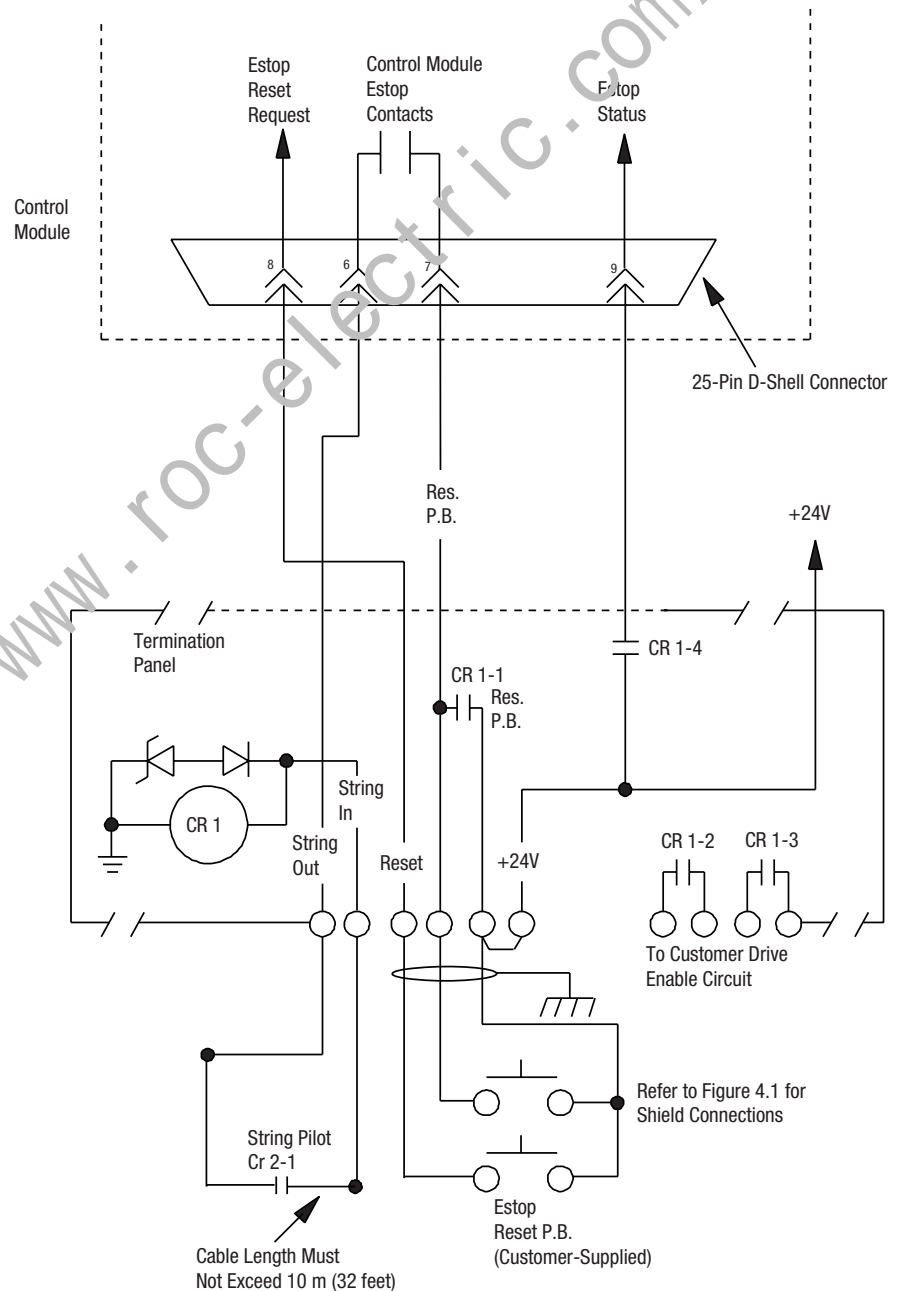 Estop
Reset
Request
Control Module
Estop
Contacts
Estop
Status
Control
Module
8
6
7
9
25-Pin D-Shell Connector
Res.
P.B.
+24V
Termination
Panel
CR 1-4
CR 1-1
Res.
P.B.
CR 1
String
In
String
Out
Reset
+24V
CR 1-2
CR 1-3
To Customer Drive
Enable Circuit
Refer to Figure 4.1 for
Shield Connections
String Pilot
Cr 2-1
Estop
Reset P.B.
(Customer-Supplied)
Cable Length Must
Not Exceed 10 m (32 feet)
www.roc-electric.com